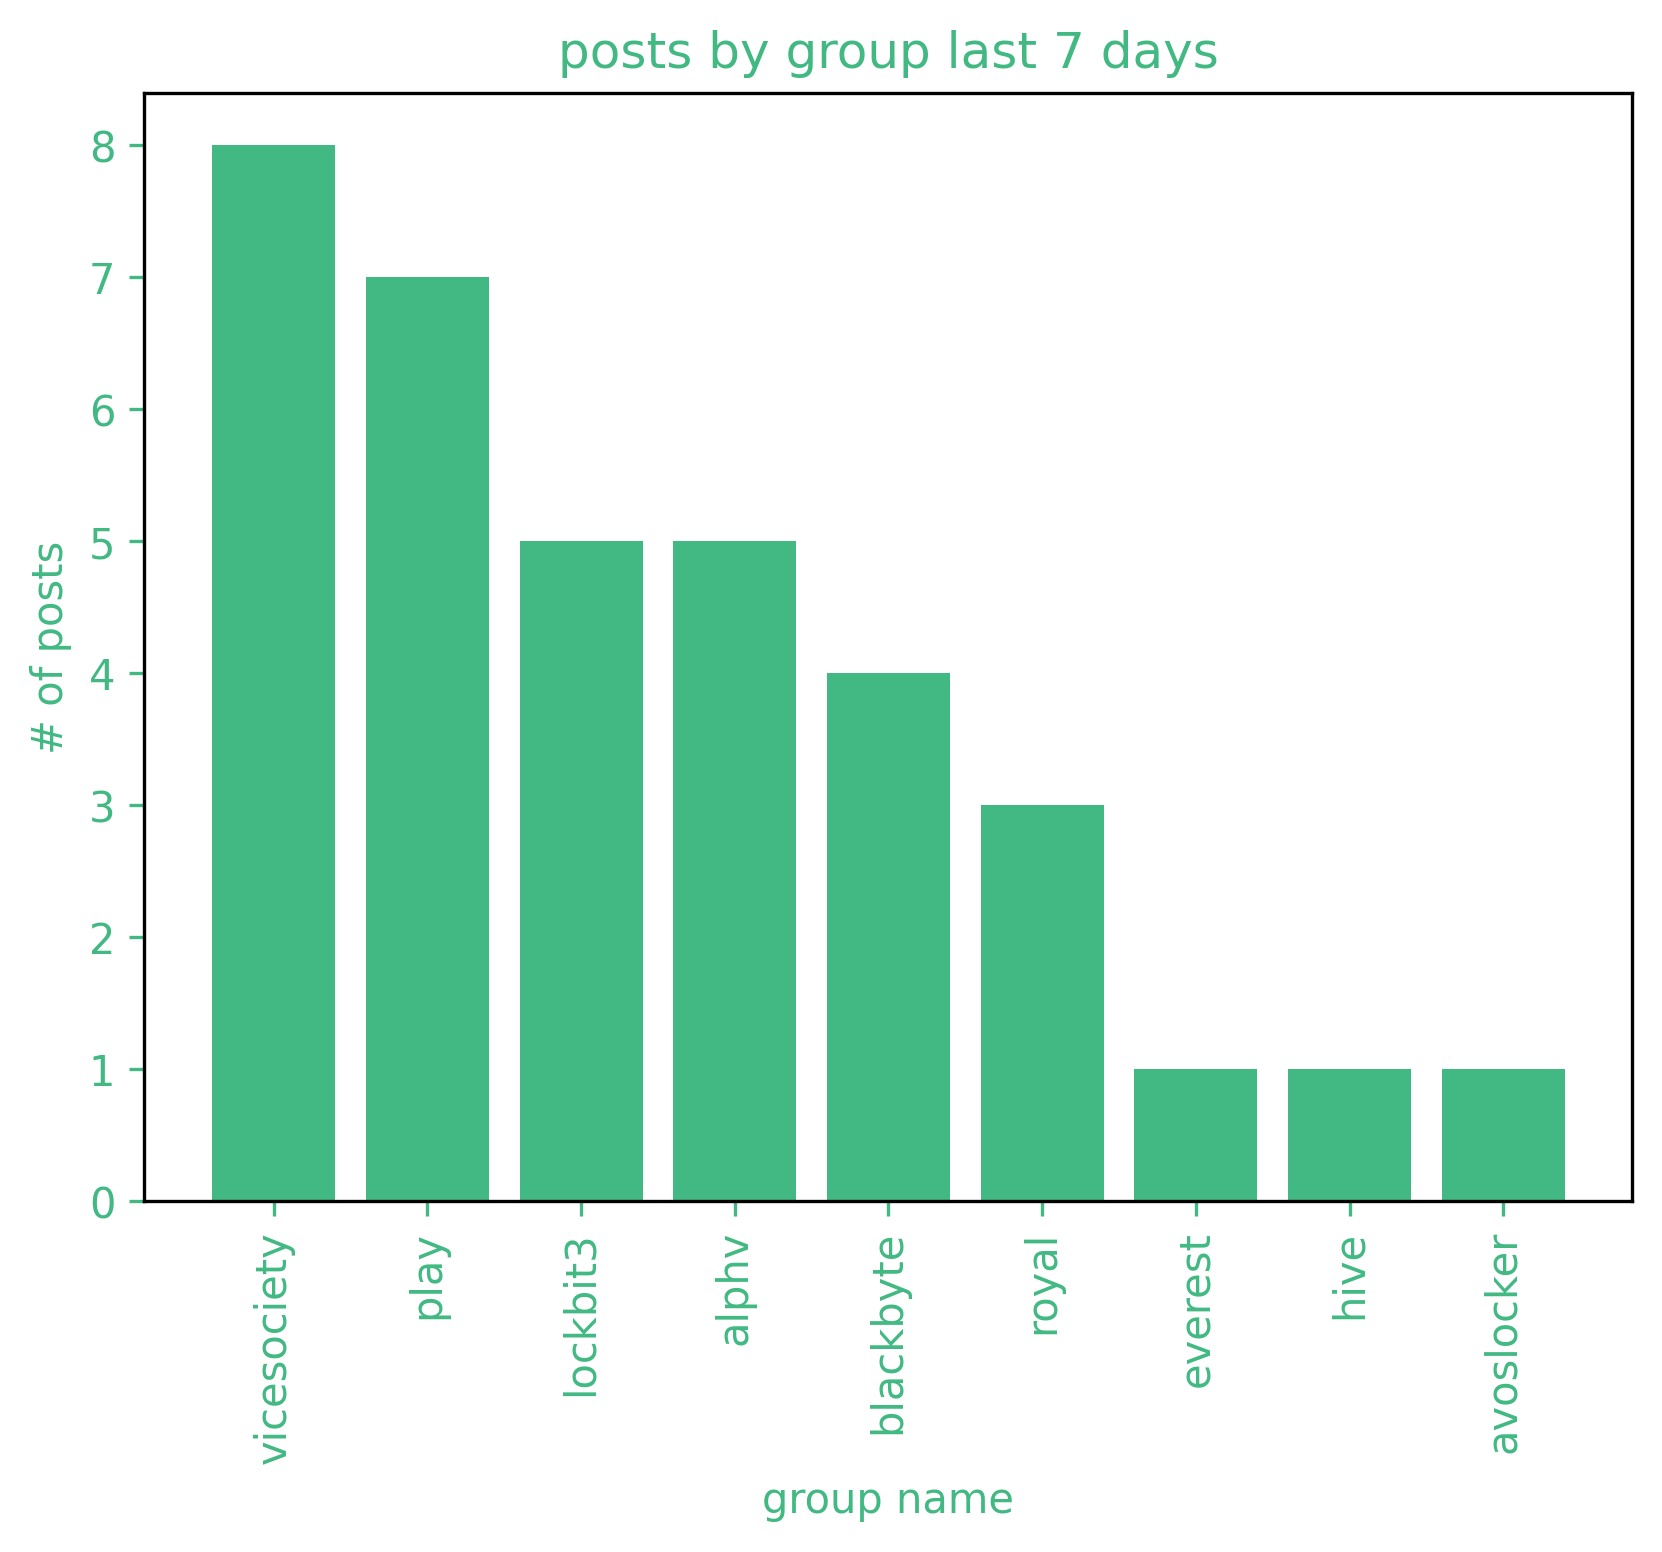 posts by group last 7 days
# of posts
8
7
6
5
4
3
2
1
0
vicesociety
play
lockbit3
alphv
blackbyte
royal
everest
hive
avoslocker
group name